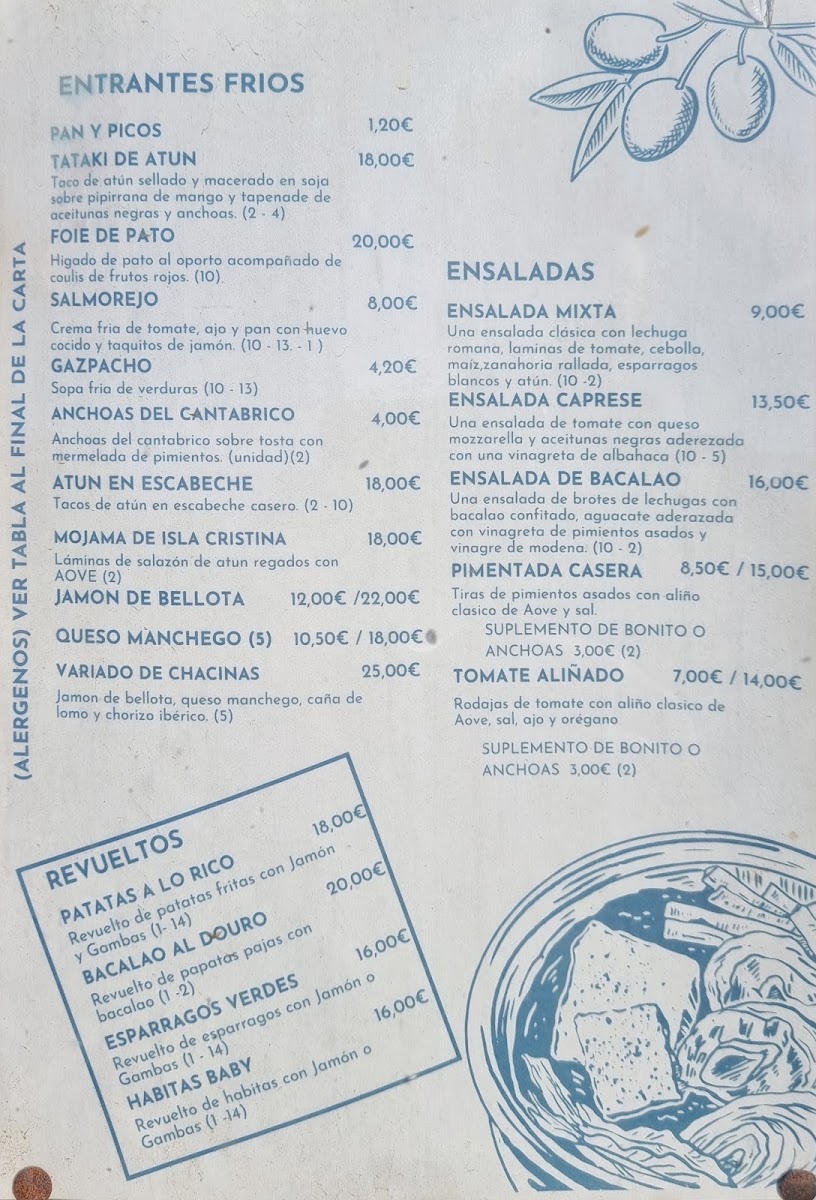 (ALERGENOS) VER TABLA AL FINAL DE LA CARTA
ENTRANTES FRIOS
PAN Y PICOS 1,20€
TATAKI DE ATUN 18,00€
Taco de atún sellado y macerado en soja
sobre pipirrana de mango y tapenade de
aceitunas negras y anchoas. (2 - 4)
FOIE DE PATO 20,00€
Higado de pato al oporto acompañado de
coulis de frutos rojos. (10)
SALMOREJO 8,00€
Crema fria de tomate, ajo y pan con huevo
cocido y taquitos de jamón. (10 - 13. - 1 )
GAZPACHO 4,20€
Sopa fria de verduras (10 - 13)
ANCHOAS DEL CANTABRICO 4,00€
Anchoas del cantabrico sobre tosta con
mermelada de pimientos. (unidad)(2)
ATUN EN ESCABECHE 18,00€
Tacos de atún en escabeche casero. (2 - 10)
MOJAMA DE ISLA CRISTINA 18,00€
Láminas de salazón de atun regados con
AOVE (2)
JAMON DE BELLOTA 12,00€ /22,00€
QUESO MANCHEGO (5) 10,50€ / 18,00€
VARIADO DE CHACINAS 25,00€
Jamon de bellota, queso manchego, caña de
lomo y chorizo ibérico. (5)
ENSALADAS
ENSALADA MIXTA 9,00€
Una ensalada clásica con lechuga
romana, laminas de tomate, cebolla,
maíz,zanahoria rallada, esparragos
blancos y atún. (10 -2)
ENSALADA CAPRESE 13,50€
Una ensalada de tomate con queso
mozzarella y aceitunas negras aderezada
con una vinagreta de albahaca (10 - 5)
ENSALADA DE BACALAO 16,00€
Una ensalada de brotes de lechugas con
bacalao confitado, aguacate aderazada
con vinagreta de pimientos asados y
vinagre de modena. (10 - 2)
PIMENTADA CASERA 8,50€ / 15,00€
Tiras de pimientos asados con aliño
clasico de Aove y sal.
SUPLEMENTO DE BONITO O
ANCHOAS 3,00€ (2)
TOMATE ALIÑADO 7,00€ / 14,00€
Rodajas de tomate con aliño clasico de
Aove, sal, ajo y orégano
SUPLEMENTO DE BONITO O
ANCHOAS 3,00€ (2)
REVUELTOS
PATATAS A LO RICO 18,00€
Revuelto de patatas fritas con Jamón
y Gambas (1- 14)
BACALAO AL DOURO 20,00€
Revuelto de papatas pajas con
bacalao (1 -2)
ESPARRAGOS VERDES 16,00€
Revuelto de esparragos con Jamón o
Gambas (1 - 14)
HABITAS BABY 16,00€
Revuelto de habitas con Jamón o
Gambas (1 -14)